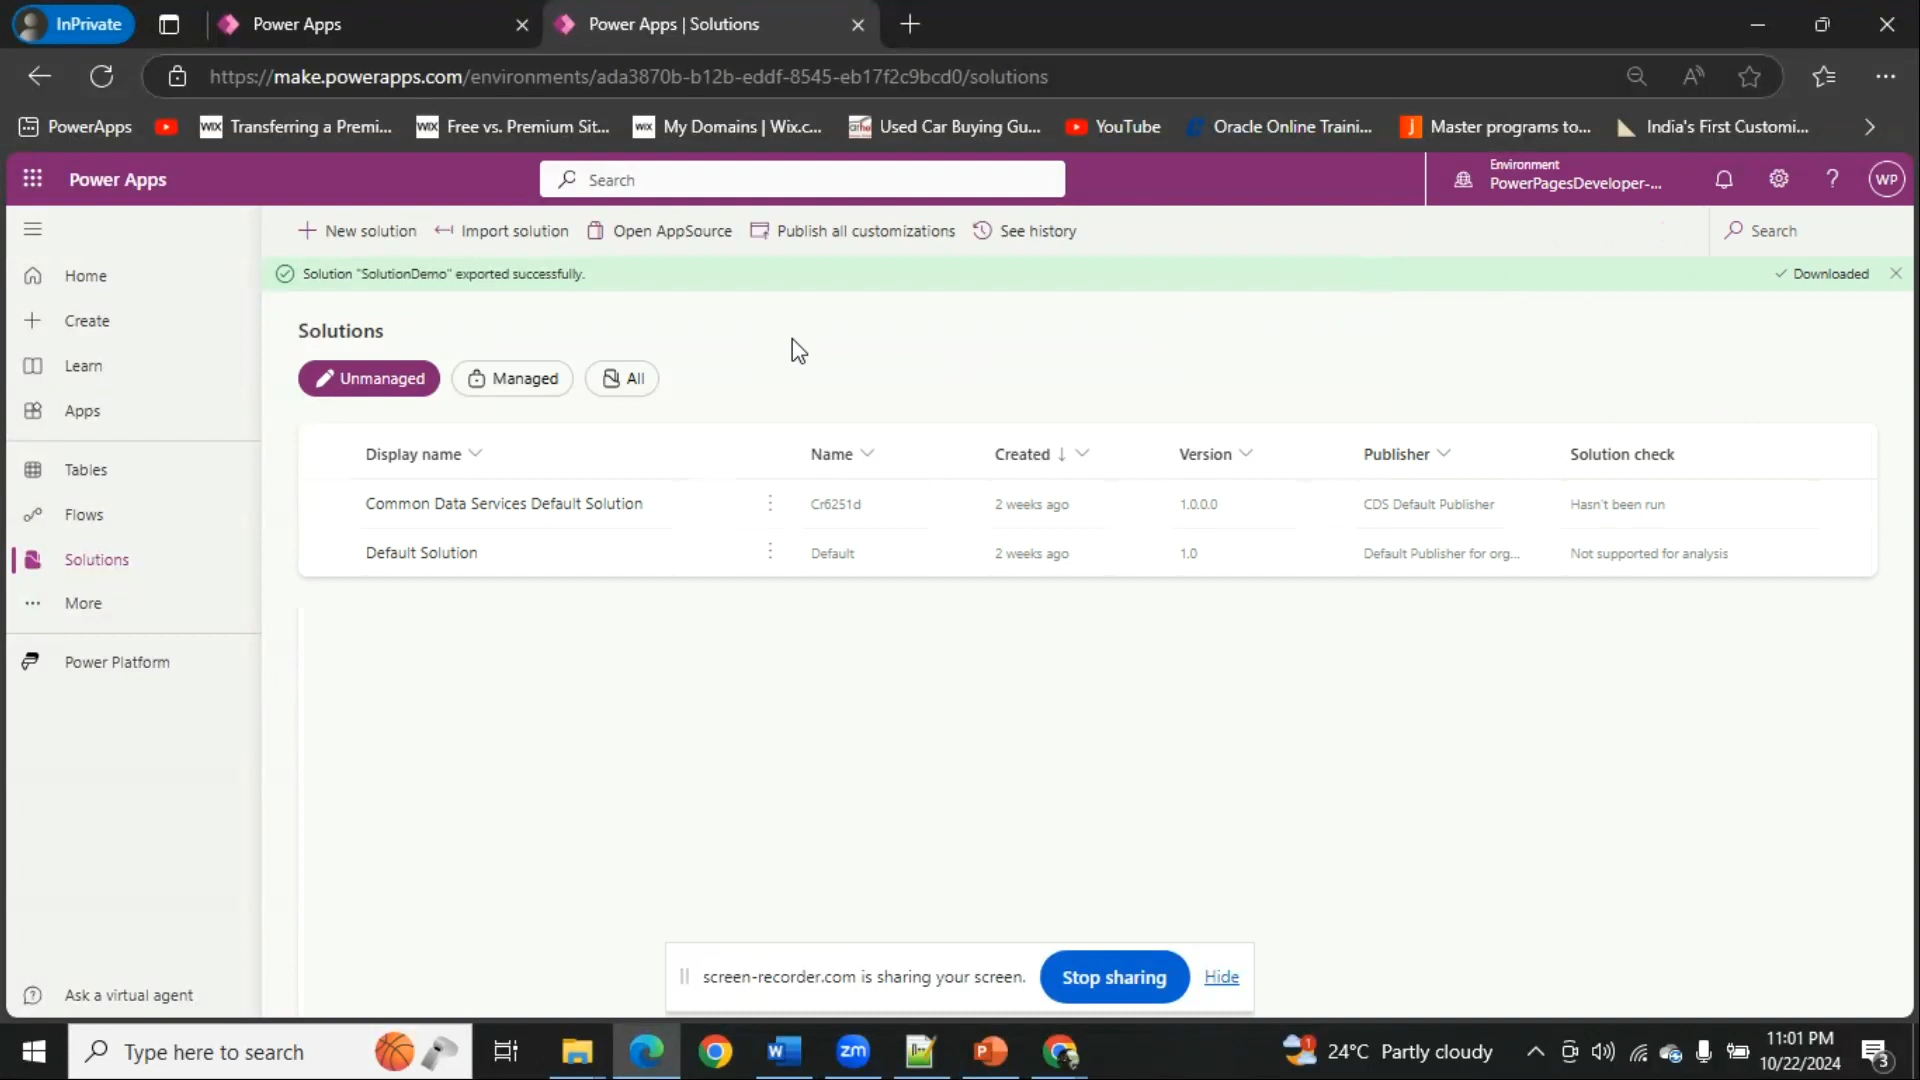 InPrivate
Power Apps
Power Apps | Solutions
https://make.powerapps.com/environments/ada3870b-b12b-eddf-8545-eb17f2c9bcd0/solutions
PowerApps
WIX Transferring a Premi...
WIX Free vs. Premium Sit...
WIX My Domains | Wix.c...
Used Car Buying Gu...
YouTube
Oracle Online Traini...
Master programs to...
India's First Customi...
Power Apps
Search
Environment
PowerPagesDeveloper-...
WP
New solution
Import solution
Open AppSource
Publish all customizations
See history
Search
Solution "SolutionDemo" exported successfully.
Downloaded
Home
Create
Learn
Apps
Tables
Flows
Solutions
More
Power Platform
Ask a virtual agent
Solutions
Unmanaged
Managed
All
Display name Name Created Version Publisher Solution check
Common Data Services Default Solution Cr6251d 2 weeks ago 1.0.0.0 CDS Default Publisher Hasn't been run
Default Solution Default 2 weeks ago 1.0 Default Publisher for org... Not supported for analysis
screen-recorder.com is sharing your screen.
Stop sharing
Hide
Type here to search
zm
24°C Partly cloudy
11:01 PM
10/22/2024
3